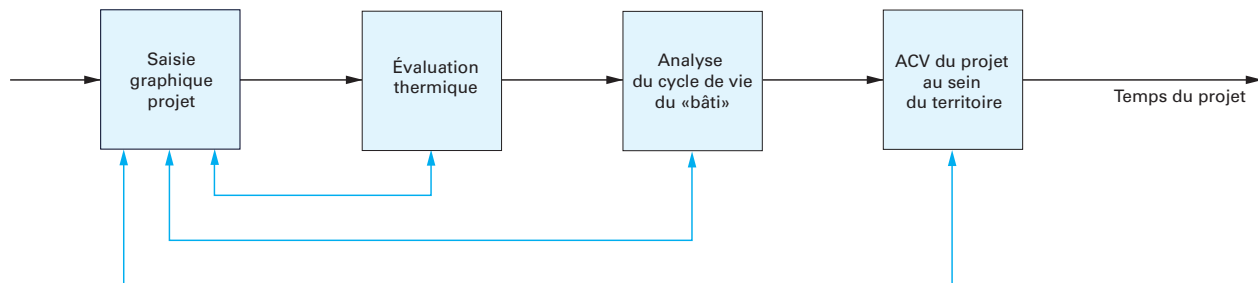 Saisie
graphique
projet
Évaluation
thermique
Analyse
du cycle de vie
du «bâti»
ACV du projet
au sein
du territoire
Temps du projet